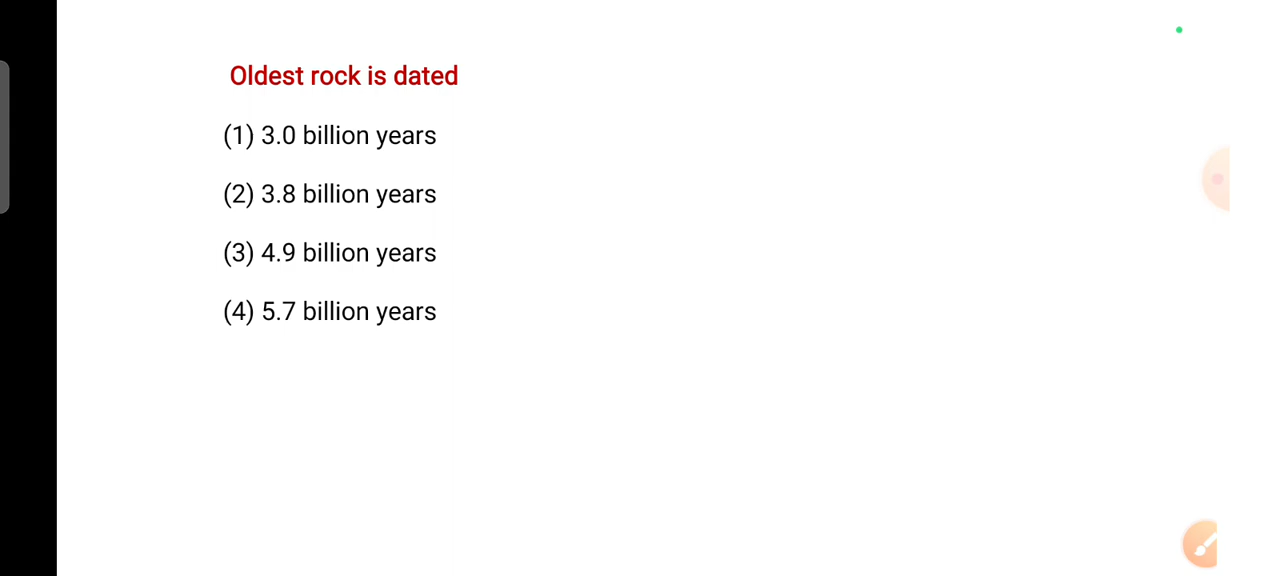 Oldest rock is dated
(1) 3.0 billion years
(2) 3.8 billion years
(3) 4.9 billion years
(4) 5.7 billion years